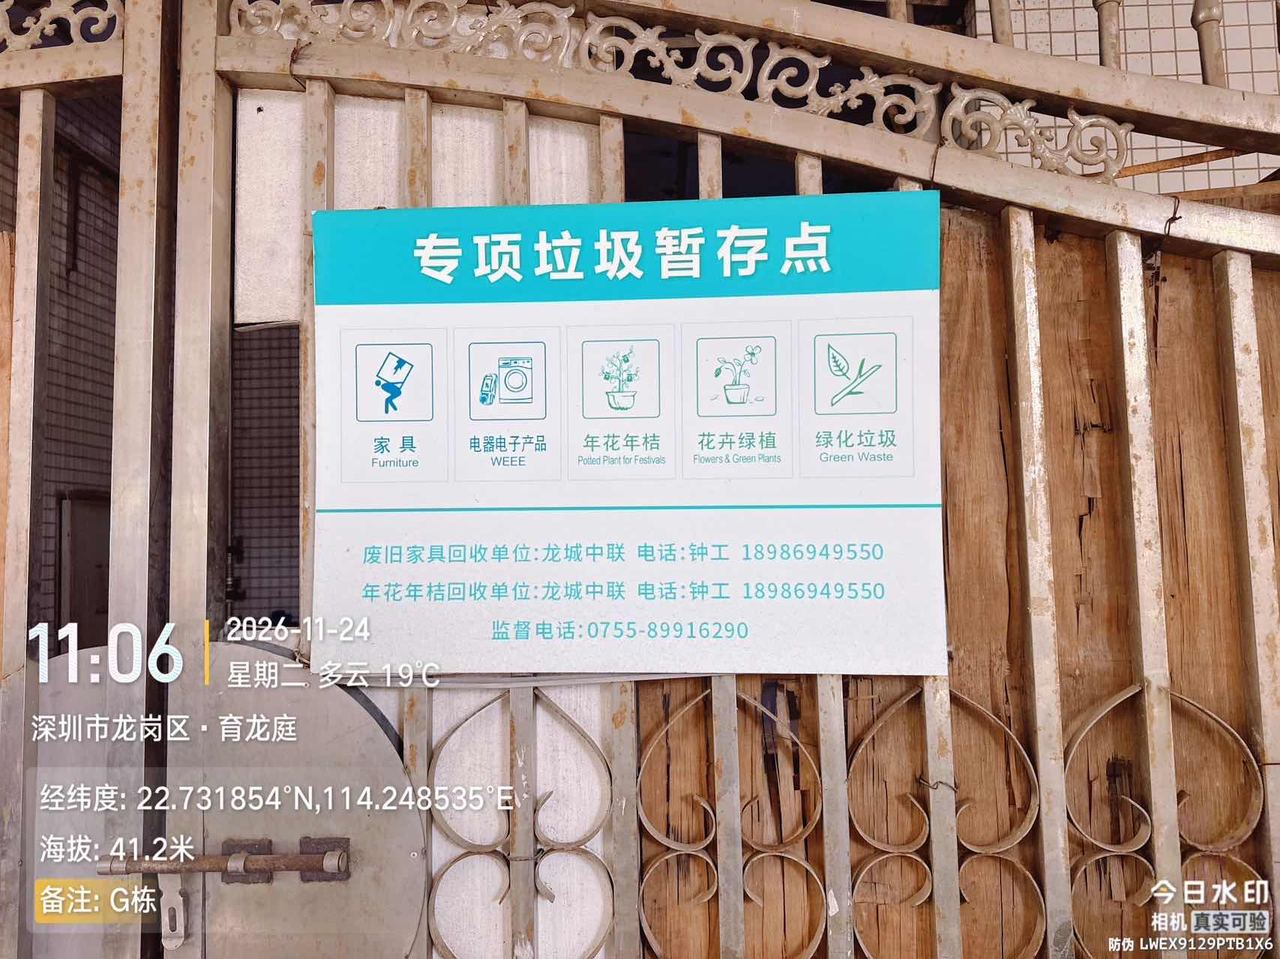 专项垃圾暂存点
家具
Furniture
电器电子产品
WEEE
年花年桔
Potted Plant for Festivals
花卉绿植
Flowers & Green Plants
绿化垃圾
Green Waste
废旧家具回收单位:龙城中联 电话:钟工 18986949550
年花年桔回收单位:龙城中联 电话:钟工 18986949550
监督电话:0755-89916290
11:06
2026-11-24
星期二 多云 19℃
深圳市龙岗区·育龙庭
经纬度: 22.731854°N,114.248535°E
海拔: 41.2米
备注: G栋
今日水印
相机 真实可验
防伪 LWEX9129PTB1X6